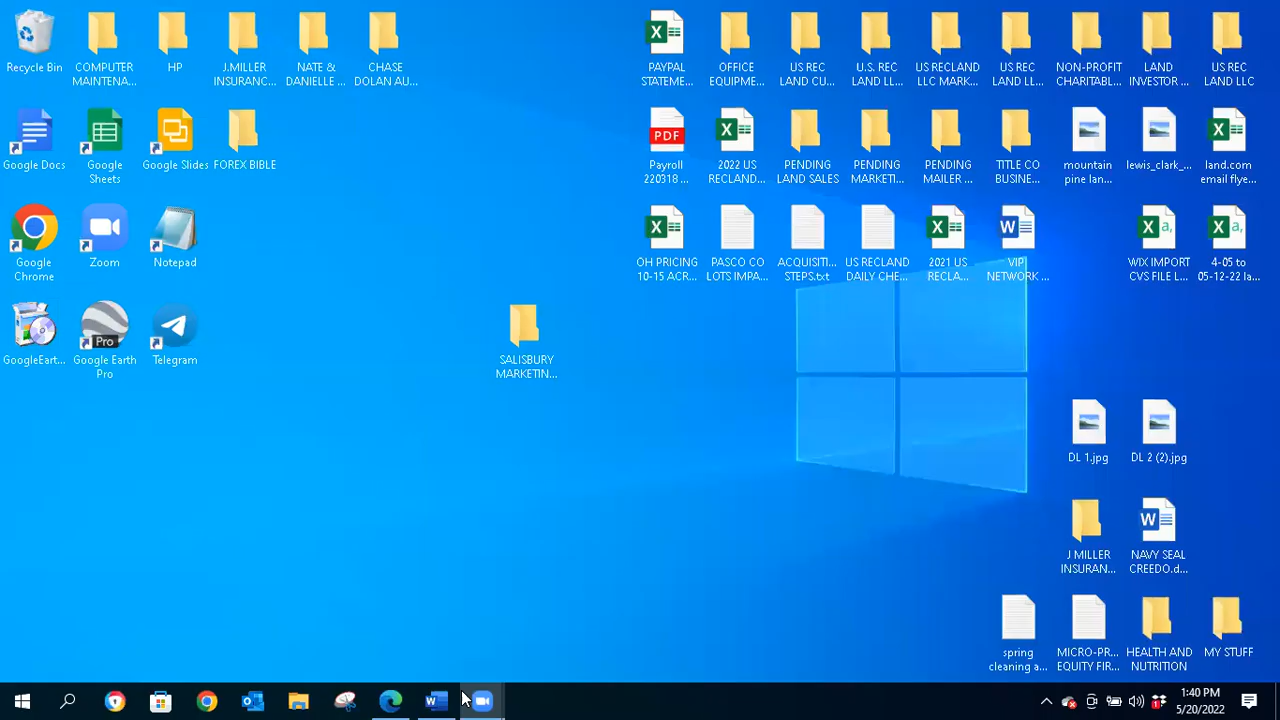 Recycle Bin
COMPUTER
MAINTENA...
HP
J.MILLER
INSURANC...
NATE &
DANIELLE ...
CHASE
DOLAN AU...
PAYPAL
STATEME...
OFFICE
EQUIPME...
US REC
LAND CU...
U.S. REC
LAND LL...
US RECLAND
LLC MARK...
US REC
LAND LL...
NON-PROFIT
CHARITABL...
LAND
INVESTOR ...
US REC
LAND LLC
Google Docs
Google
Sheets
Google Slides
FOREX BIBLE
PDF
Payroll
220318 ...
2022 US
RECLAND...
PENDING
LAND SALES
PENDING
MARKETI...
PENDING
MAILER ...
TITLE CO
BUSINE...
mountain
pine lan...
lewis_clark_...
land.com
email flye...
Google
Chrome
Zoom
Notepad
OH PRICING
10-15 ACR...
PASCO CO
LOTS IMPA...
ACQUISITI...
STEPS.txt
US RECLAND
DAILY CHE...
2021 US
RECLA...
VIP
NETWORK ...
WIX IMPORT
CVS FILE L...
4-05 to
05-12-22 la...
GoogleEart...
Pro
Google Earth
Pro
Telegram
SALISBURY
MARKETIN...
DL 1.jpg
DL 2 (2).jpg
J MILLER
INSURAN...
NAVY SEAL
CREEDO.d...
spring
cleaning a...
MICRO-PR...
EQUITY FIR...
HEALTH AND
NUTRITION
MY STUFF
1:40 PM
5/20/2022